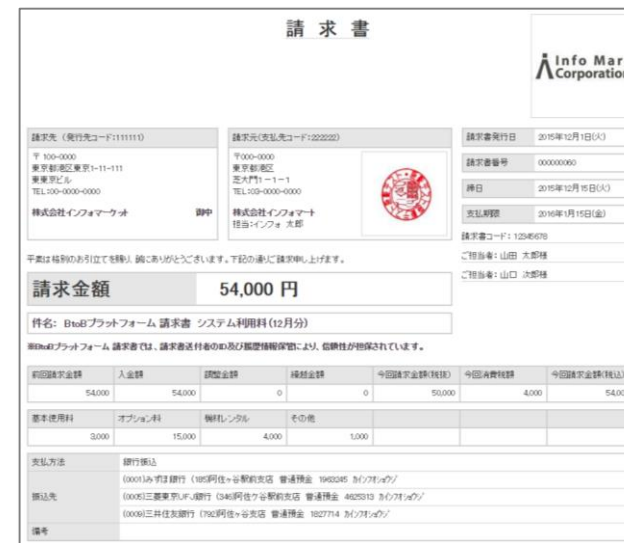 請 求 書
Info Mar
Corporation
請求先（発行先コード:111111）
〒 100-0000
東京都港区東京1-11-111
東東京ビル
TEL:00-0000-0000
株式会社インフォマーケット 御中
請求元(支払先コード:222222)
〒000-0000
東京都港区
芝大門1－1－1
TEL:03-0000-0000
株式会社インフォマート
担当:インフォ 太郎
請求書発行日 2015年12月1日(火)
請求書番号 000000060
締日 2015年12月15日(火)
支払期限 2016年1月15日(金)
請求書コード: 12345678
ご担当者: 山田 太郎様
ご担当者: 山口 次郎様
平素は格別のお引立てを賜り、誠にありがとうございます。下記の通りご請求申し上げます。
請求金額 54,000 円
件名: BtoBプラットフォーム 請求書 システム利用料(12月分)
※BtoBプラットフォーム 請求書では、請求書送付者のID及び履歴情報保管により、信頼性が担保されています。
前回請求金額 入金額 調整金額 繰越金額 今回請求金額(税抜) 今回消費税額 今回請求金額(税込)
54,000 54,000 0 0 50,000 4,000 54,00
基本使用料 オプション料 機材レンタル その他
3,000 15,000 4,000 1,000
支払方法 銀行振込
振込先 (0001)みずほ銀行 (185)阿佐ヶ谷駅前支店 普通預金 1963245 カ)インフオシヨウジ
(0005)三菱東京UFJ銀行 (346)阿佐ケ谷駅前支店 普通預金 4625313 カ)インフオシヨウジ
(0009)三井住友銀行 (792)阿佐ヶ谷支店 普通預金 1827714 カ)インフオシヨウジ
備考